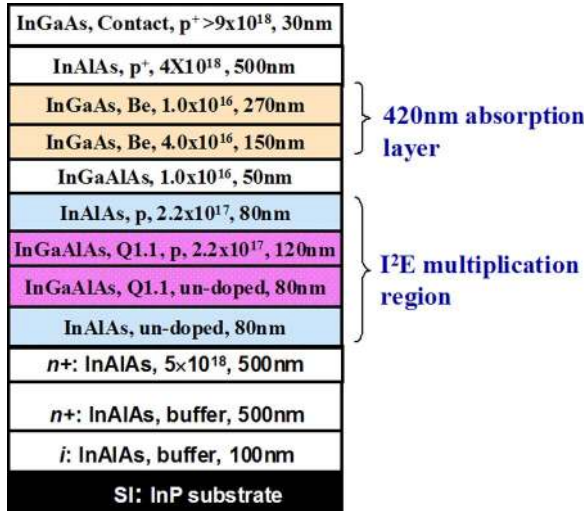 InGaAs, Contact, p⁺ >9x10¹⁸, 30nm
InAlAs, p⁺, 4X10¹⁸, 500nm
InGaAs, Be, 1.0x10¹⁶, 270nm
InGaAs, Be, 4.0x10¹⁶, 150nm
420nm absorption
layer
InGaAlAs, 1.0x10¹⁶, 50nm
InAlAs, p, 2.2x10¹⁷, 80nm
InGaAlAs, Q1.1, p, 2.2x10¹⁷, 120nm
InGaAlAs, Q1.1, un-doped, 80nm
InAlAs, un-doped, 80nm
I²E multiplication
region
n+: InAlAs, 5×10¹⁸, 500nm
n+: InAlAs, buffer, 500nm
i: InAlAs, buffer, 100nm
SI: InP substrate